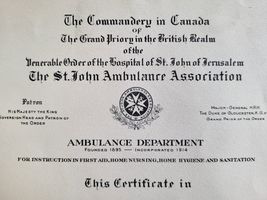 The Commandery in Canada
OF
The Grand Priory in the British Realm
of the
Venerable Order of the Hospital of St. John of Jerusalem
The St. John Ambulance Association
Patron
HIS MAJESTY THE KING
SOVEREIGN HEAD AND PATRON OF
THE ORDER
MAJOR-GENERAL H.R.H.
THE DUKE OF GLOUCESTER, K.G.
GRAND PRIOR OF THE ORDER
AMBULANCE DEPARTMENT
FOUNDED 1895 — INCORPORATED 1914
FOR INSTRUCTION IN FIRST AID, HOME NURSING, HOME HYGIENE AND SANITATION
This Certificate in